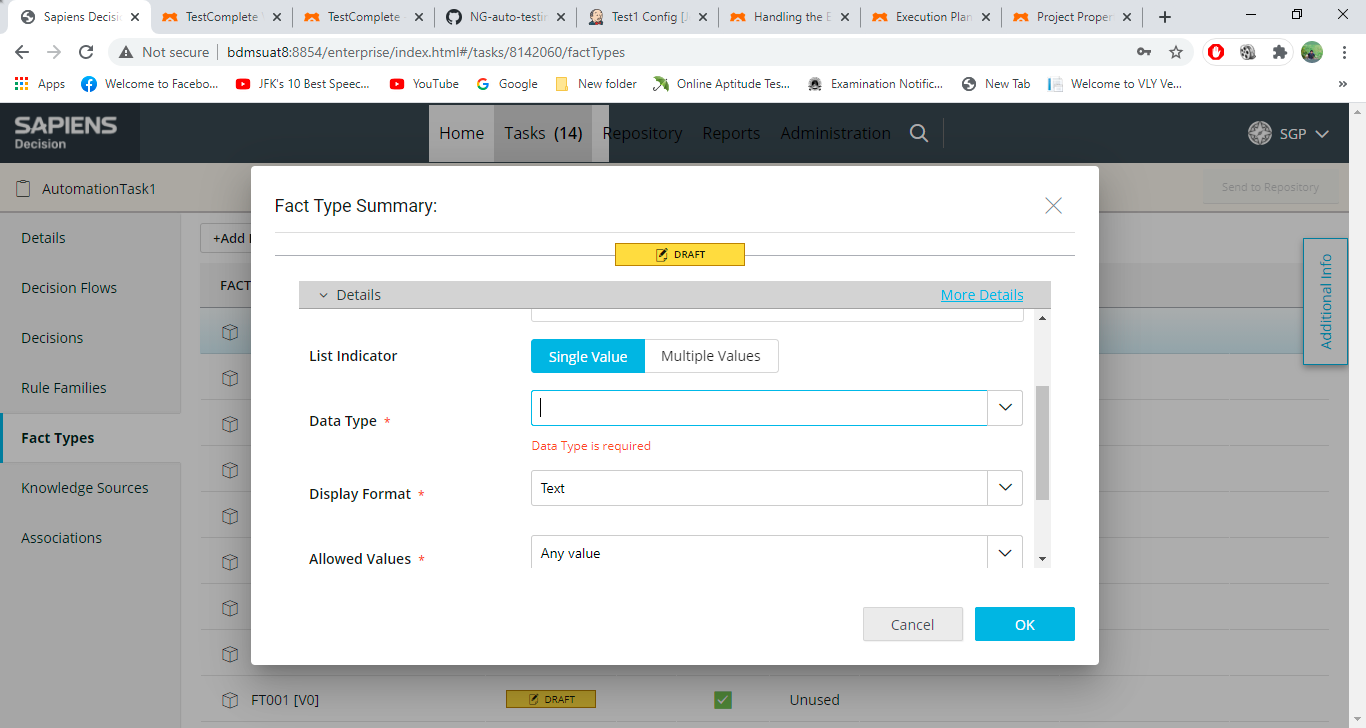 Sapiens Decisi
TestComplete
TestComplete
NG-auto-testin
Test1 Config [J
Handling the E
Execution Plan
Project Proper
Not secure
bdmsuat8:8854/enterprise/index.html#/tasks/8142060/factTypes
Apps
Welcome to Facebo...
JFK's 10 Best Speec...
YouTube
Google
New folder
Online Aptitude Tes...
Examination Notific...
New Tab
Welcome to VLY Ve...
»
SAPIENS
Decision
Home
Tasks (14)
Repository
Reports
Administration
SGP
AutomationTask1
Send to Repository
Details
Decision Flows
Decisions
Rule Families
Fact Types
Knowledge Sources
Associations
+Add
FACT
Fact Type Summary:
DRAFT
Details
More Details
List Indicator
Single Value
Multiple Values
Data Type *
Data Type is required
Display Format *
Text
Allowed Values *
Any value
Cancel
OK
Additional Info
FT001 [V0]
DRAFT
Unused